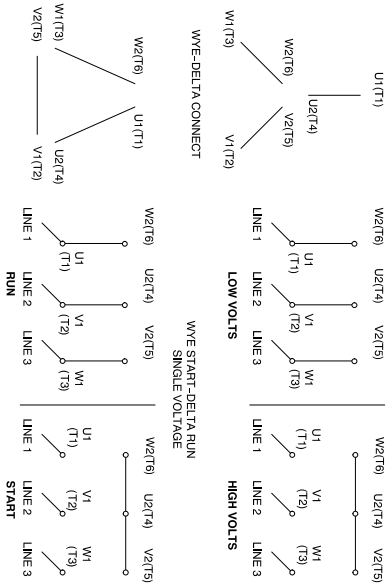 WYE-DELTA CONNECT
U1(T1)
U2(T4)
W2(T6)
V2(T5)
W1(T3)
V1(T2)
W2(T6)
U1(T1)
W1(T3)
V2(T5)
U2(T4)
V1(T2)
WYE START-DELTA RUN
SINGLE VOLTAGE
W2(T6) U2(T4) V2(T5)
U1 V1 W1
(T1) (T2) (T3)
LINE 1 LINE 2 LINE 3
LOW VOLTS
W2(T6) U2(T4) V2(T5)
U1 V1 W1
(T1) (T2) (T3)
LINE 1 LINE 2 LINE 3
HIGH VOLTS
W2(T6) U2(T4) V2(T5)
U1 V1 W1
(T1) (T2) (T3)
LINE 1 LINE 2 LINE 3
RUN
W2(T6) U2(T4) V2(T5)
U1 V1 W1
(T1) (T2) (T3)
LINE 1 LINE 2 LINE 3
START